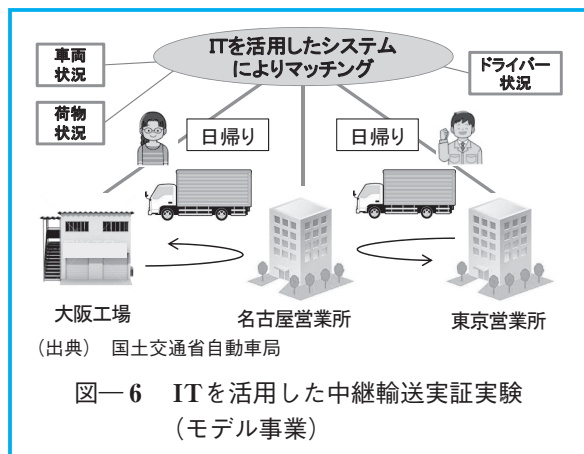 ITを活用したシステム
によりマッチング
車両
状況
荷物
状況
ドライバー
状況
日帰り
日帰り
大阪工場
名古屋営業所
東京営業所
(出典) 国土交通省自動車局
図―6 ITを活用した中継輸送実証実験
(モデル事業)